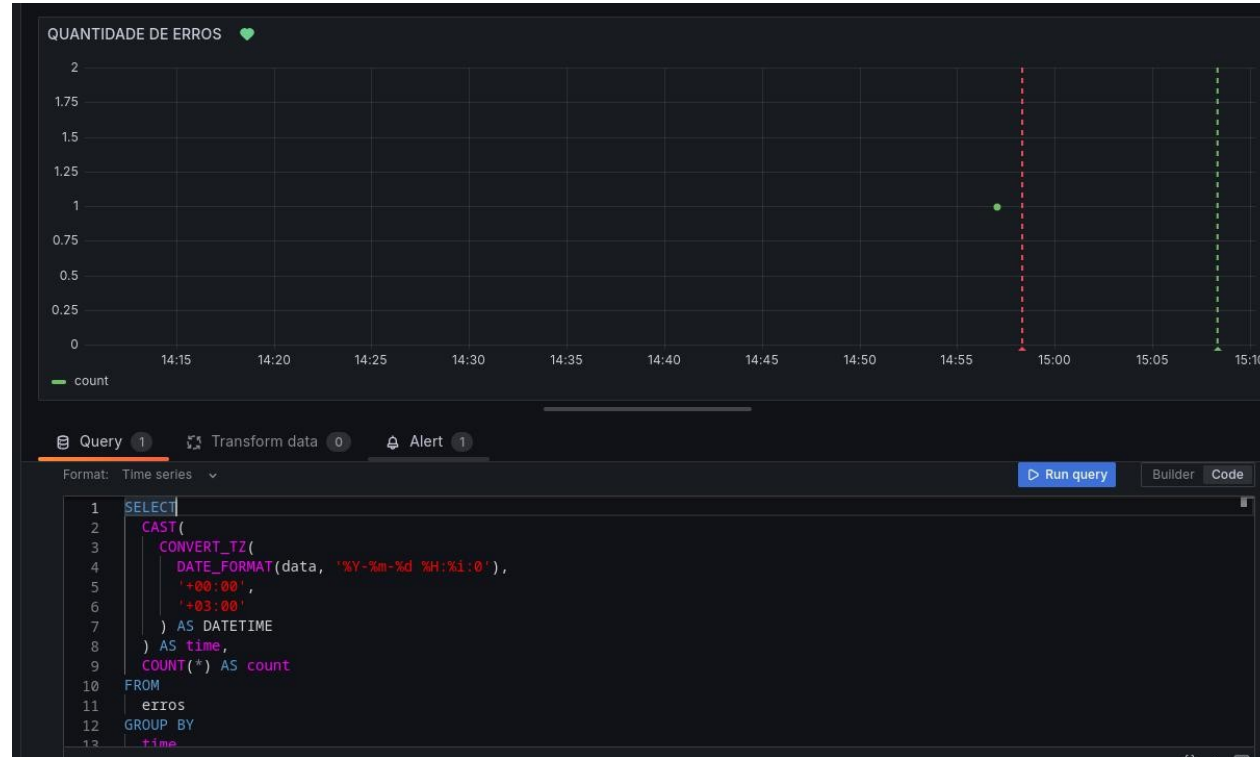 QUANTIDADE DE ERROS
2
1.75
1.5
1.25
1
0.75
0.5
0.25
0
14:15 14:20 14:25 14:30 14:35 14:40 14:45 14:50 14:55 15:00 15:05 15:10
count
Query 1 Transform data 0 Alert 1
Format: Time series Run query Builder Code
1 SELECT
2 CAST(
3 CONVERT_TZ(
4 DATE_FORMAT(data, '%Y-%m-%d %H:%i:0'),
5 '+00:00',
6 '+03:00'
7 ) AS DATETIME
8 ) AS time,
9 COUNT(*) AS count
10 FROM
11 erros
12 GROUP BY
13 time